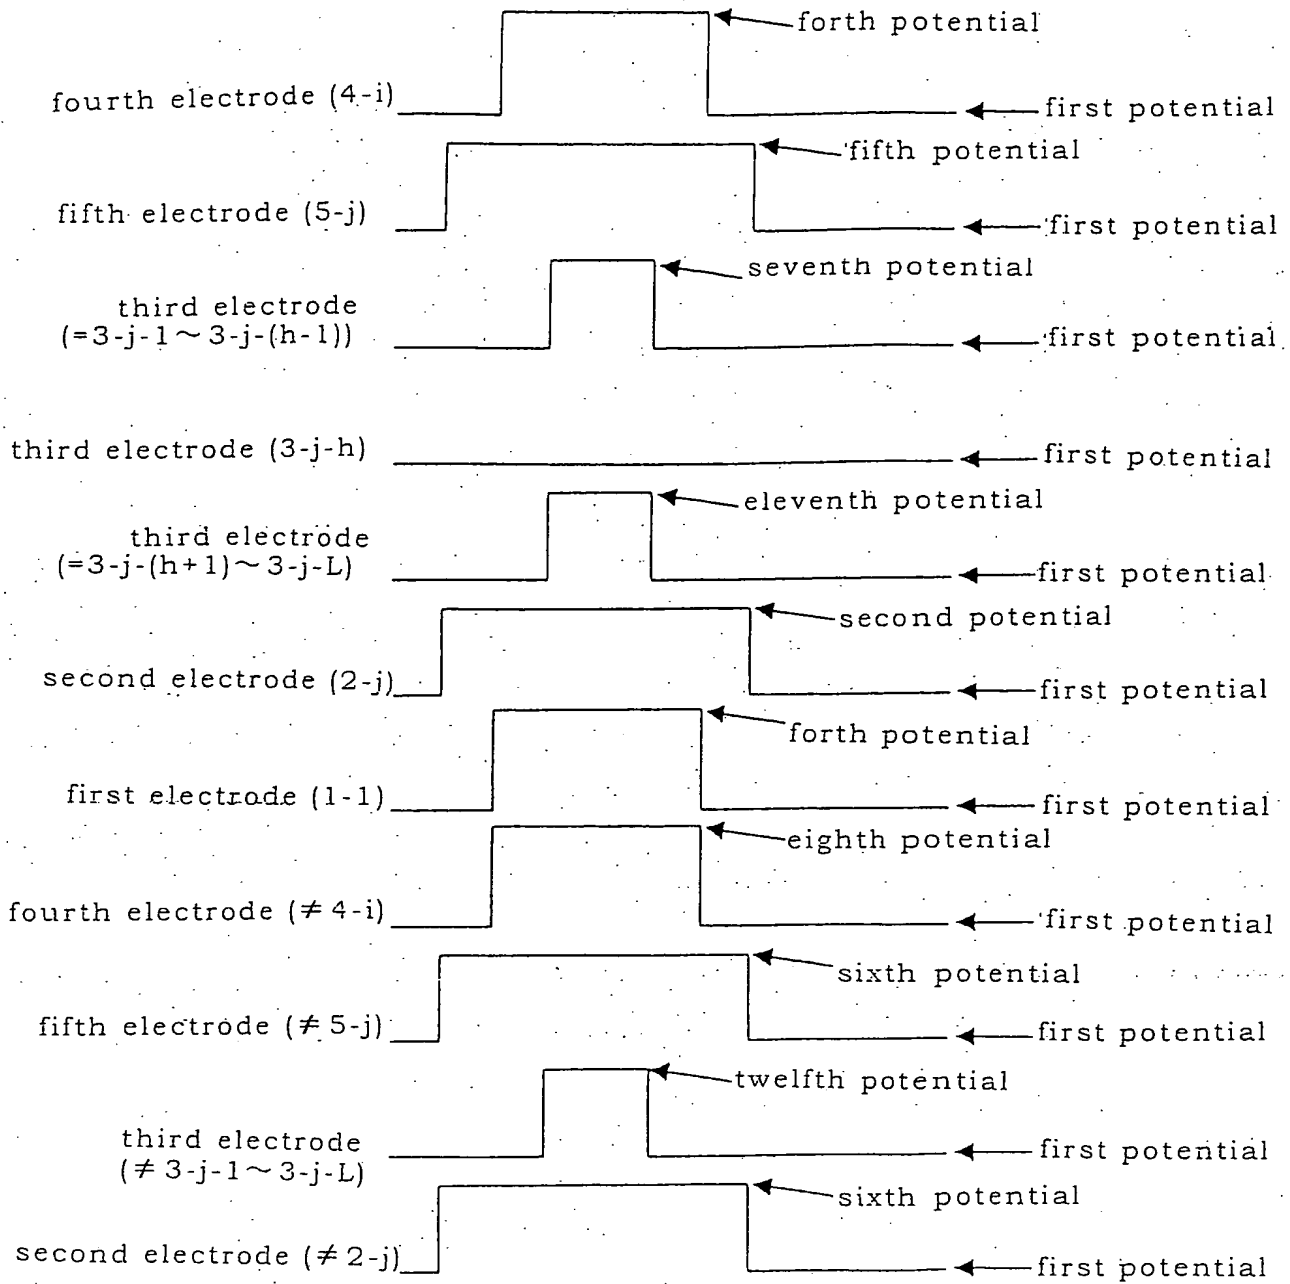 forth potential
fourth electrode (4-i)
first potential
fifth potential
fifth electrode (5-j)
first potential
seventh potential
third electrode
(=3-j-1～3-j-(h-1))
first potential
third electrode (3-j-h)
first potential
eleventh potential
third electrode
(=3-j-(h+1)～3-j-L)
first potential
second potential
second electrode (2-j)
first potential
forth potential
first electrode (1-1)
first potential
eighth potential
fourth electrode (≠4-i)
first potential
sixth potential
fifth electrode (≠5-j)
first potential
twelfth potential
third electrode
(≠3-j-1～3-j-L)
first potential
sixth potential
second electrode (≠2-j)
first potential